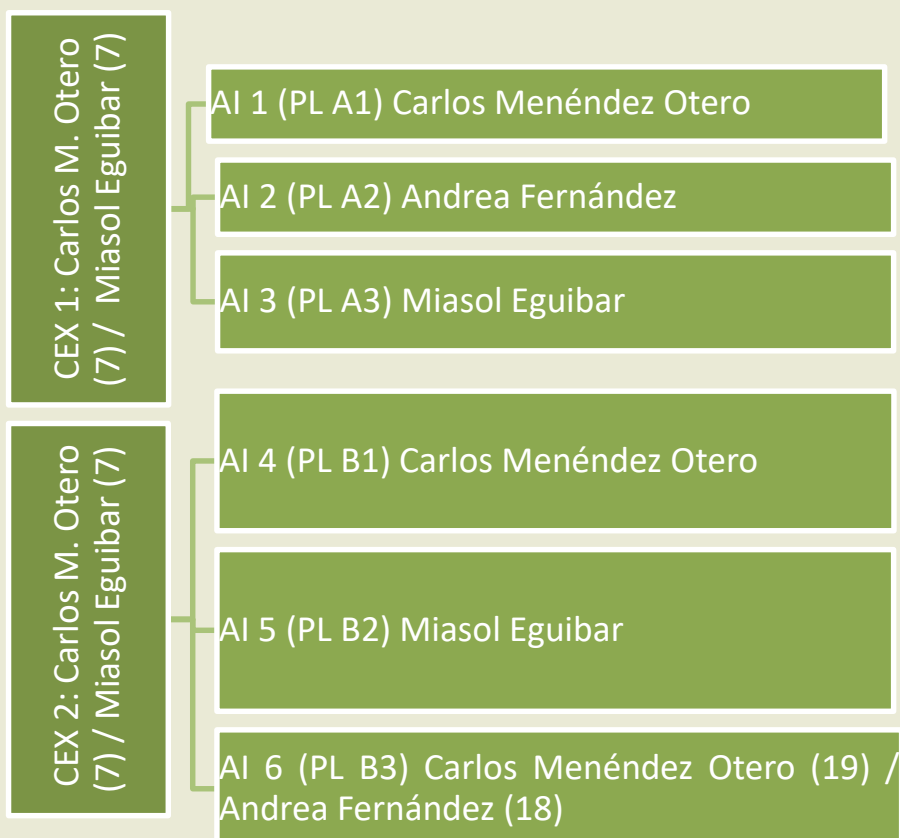 CEX 1: Carlos M. Otero
(7) / Miasol Eguibar (7)
AI 1 (PL A1) Carlos Menéndez Otero
AI 2 (PL A2) Andrea Fernández
AI 3 (PL A3) Miasol Eguibar
CEX 2: Carlos M. Otero
(7) / Miasol Eguibar (7)
AI 4 (PL B1) Carlos Menéndez Otero
AI 5 (PL B2) Miasol Eguibar
AI 6 (PL B3) Carlos Menéndez Otero (19) /
Andrea Fernández (18)